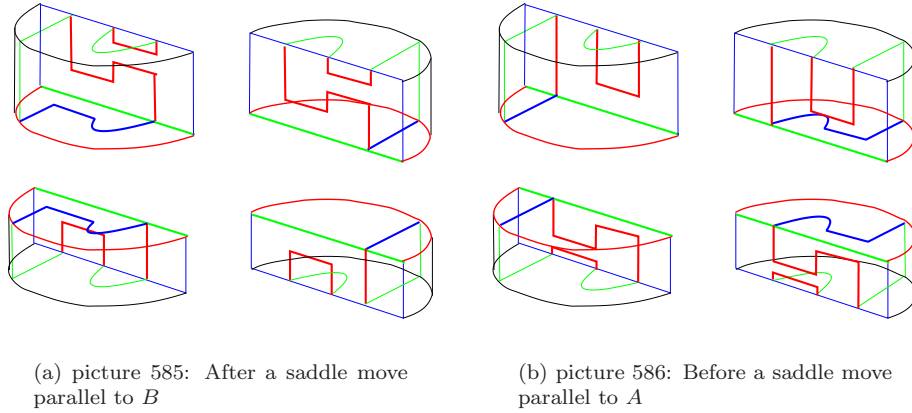 (a) picture 585: After a saddle move
parallel to B
(b) picture 586: Before a saddle move
parallel to A